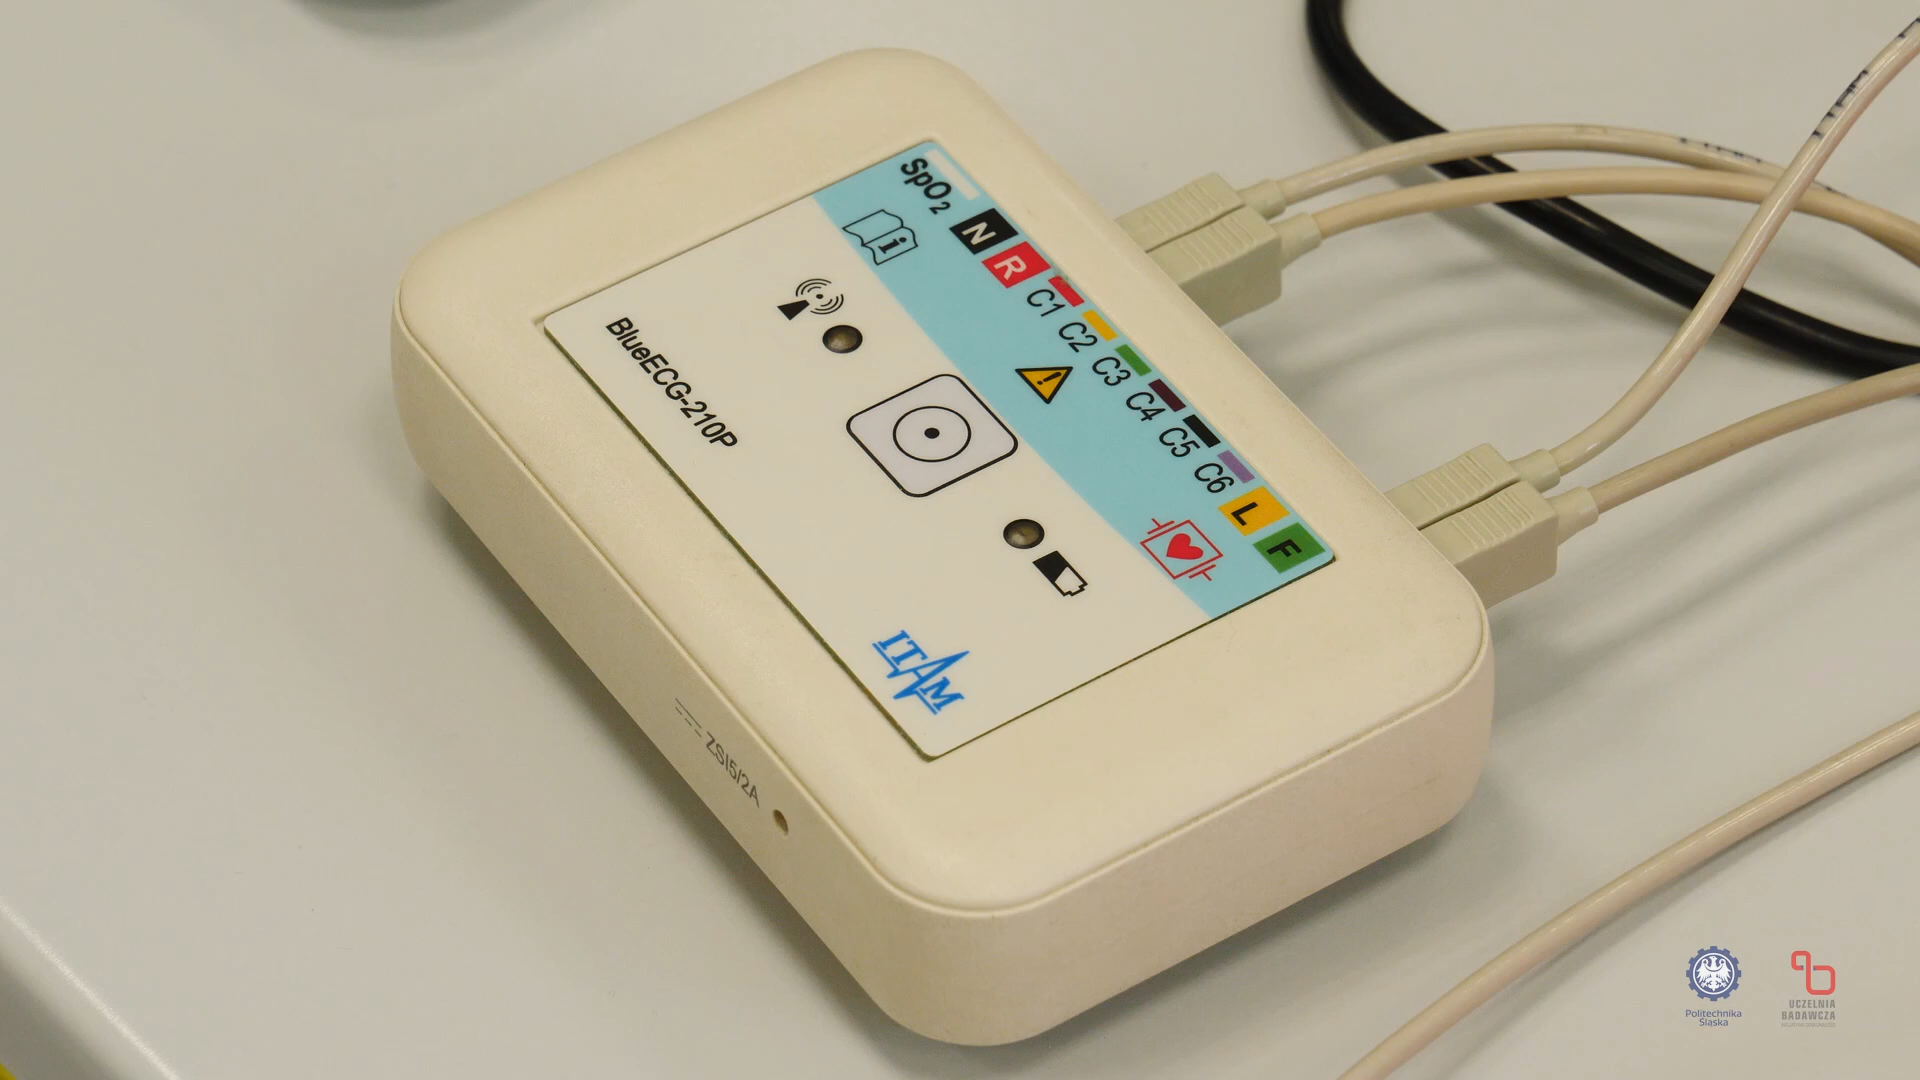 SpO2
N
R
C1
C2
C3
C4
C5
C6
L
F
i
!
BlueECG-210P
ITAM
ZSI5/2A
Politechnika
Śląska
UCZELNIA
BADAWCZA